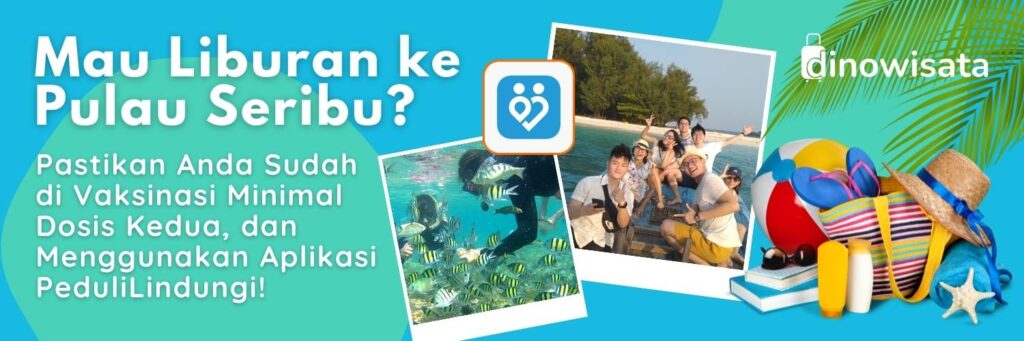 Mau Liburan ke
Pulau Seribu?
Pastikan Anda Sudah
di Vaksinasi Minimal
Dosis Kedua, dan
Menggunakan Aplikasi
PeduliLindungi!
dinowisata